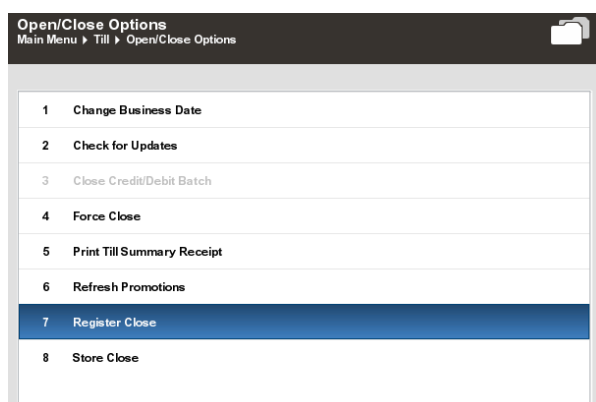 Open/Close Options
Main Menu ▸ Till ▸ Open/Close Options
1 Change Business Date
2 Check for Updates
3 Close Credit/Debit Batch
4 Force Close
5 Print Till Summary Receipt
6 Refresh Promotions
7 Register Close
8 Store Close